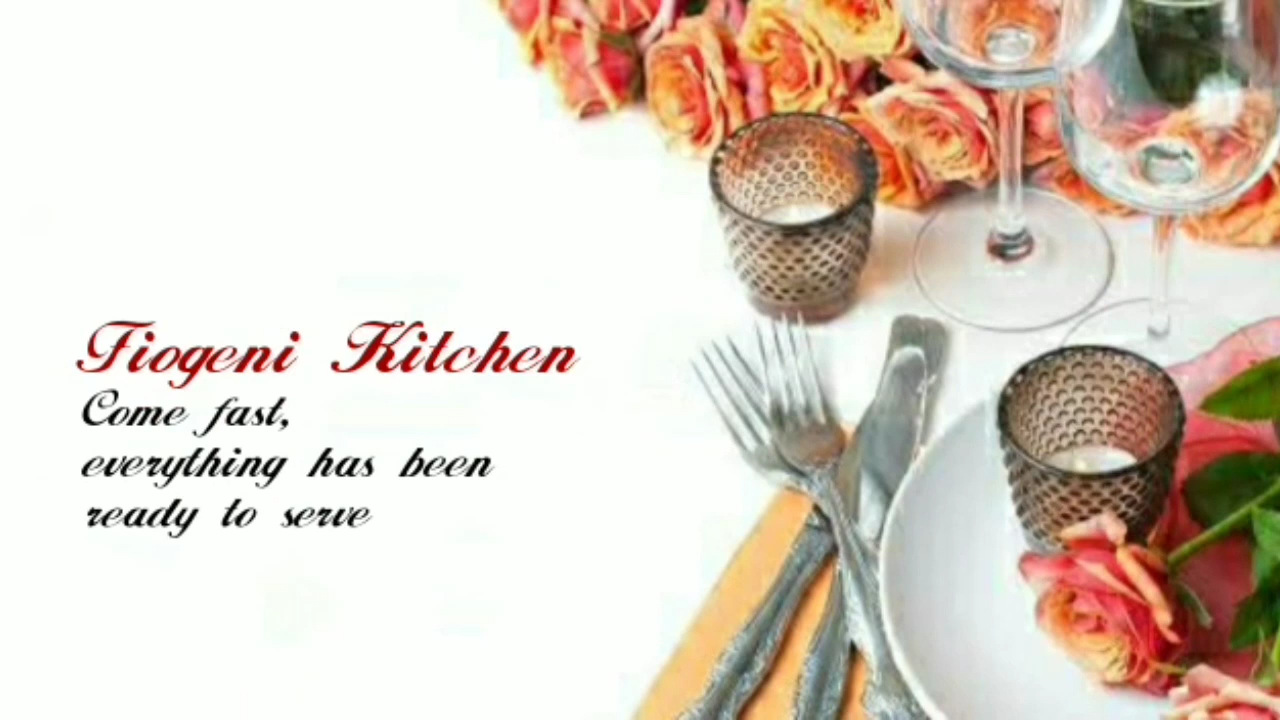 Fiogeni Kitchen
Come fast,
everything has been
ready to serve